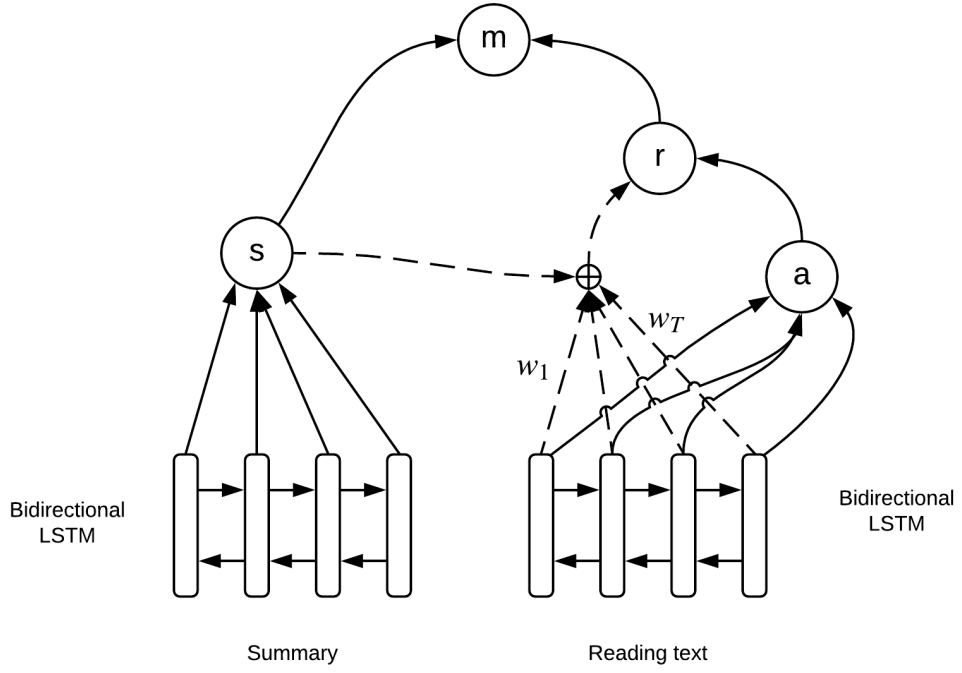 m
r
s
a
w_T
w_1
Bidirectional
LSTM
Bidirectional
LSTM
Summary
Reading text